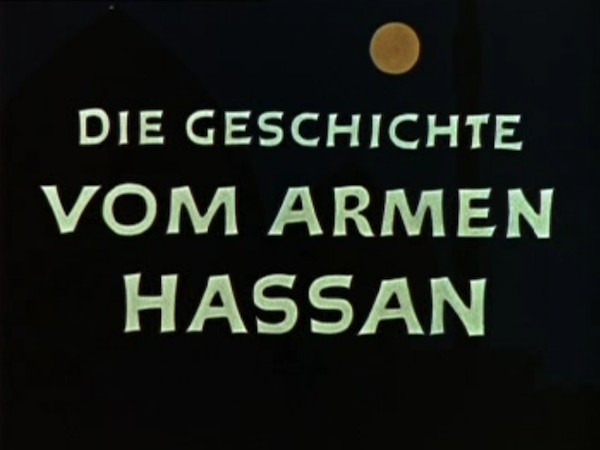 DIE GESCHICHTE
VOM ARMEN
HASSAN